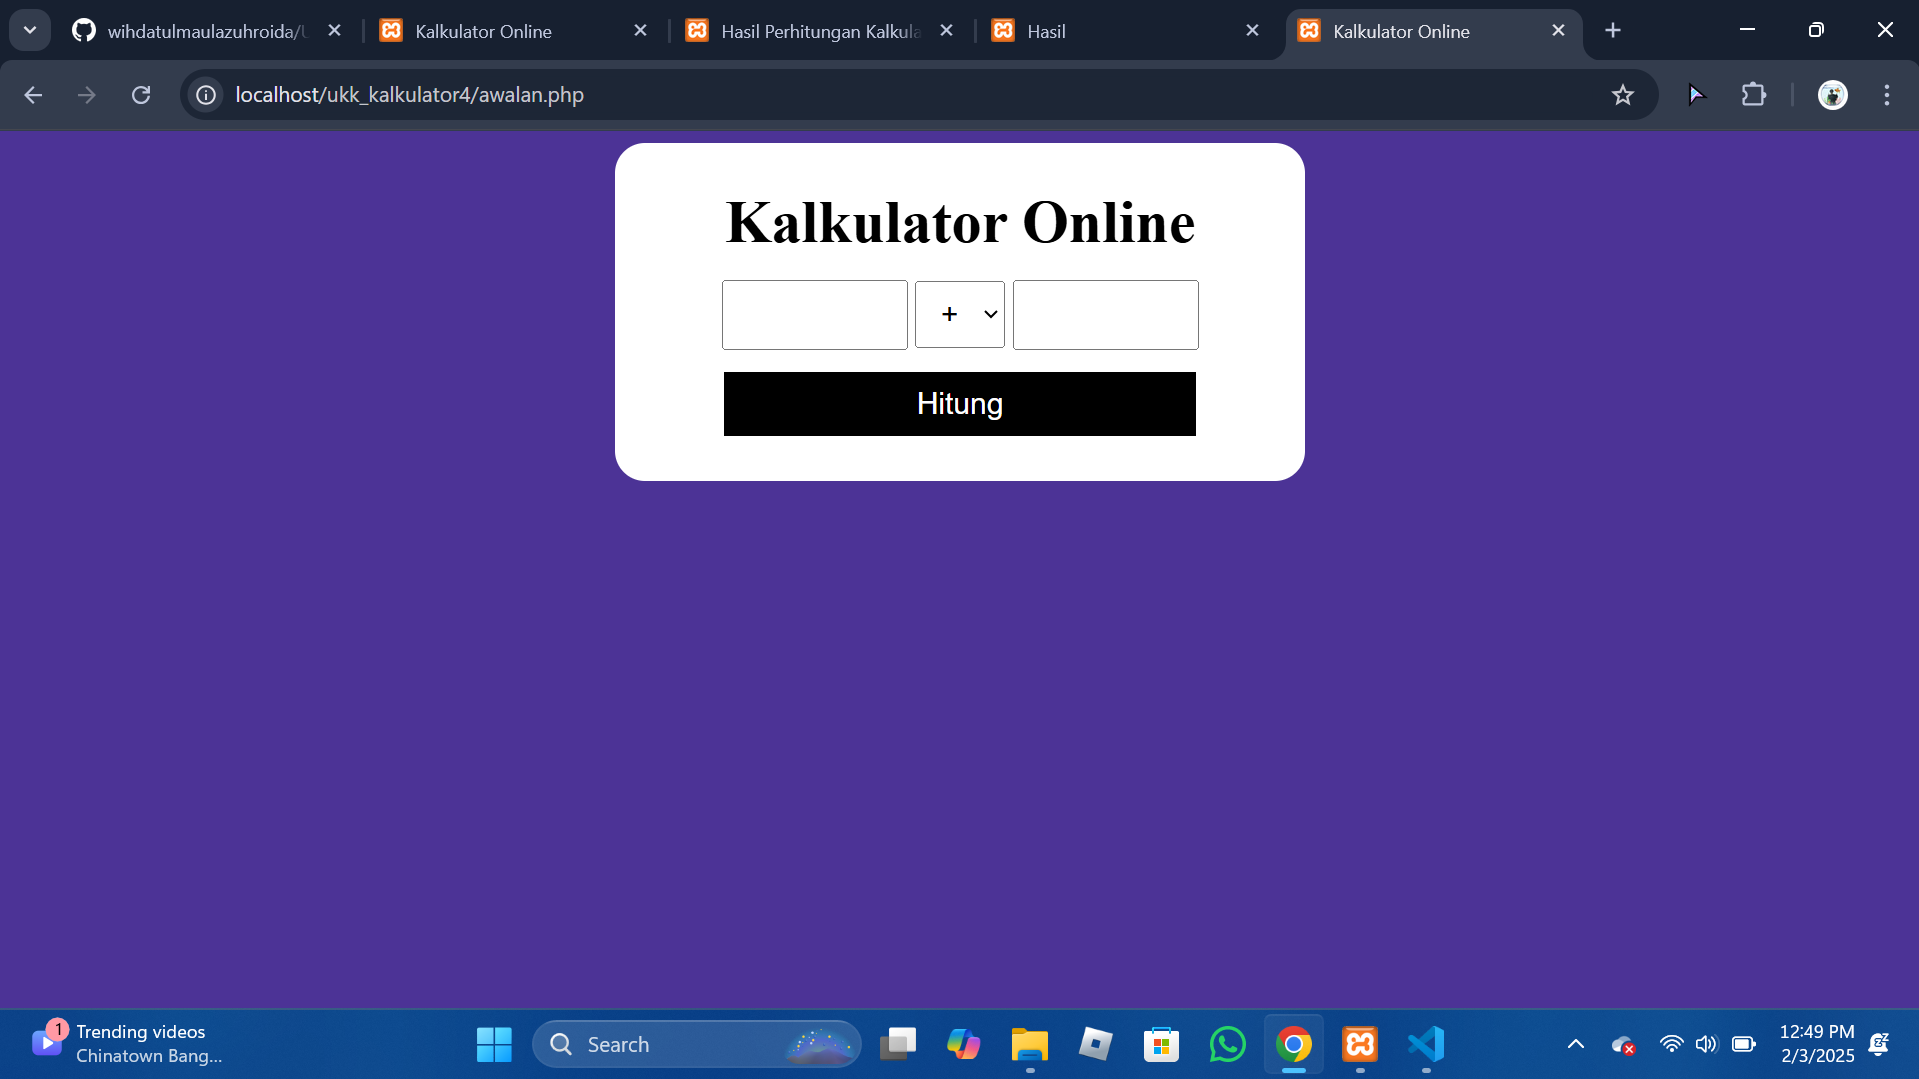 wihdatulmaulazuhroida/U
Kalkulator Online
Hasil Perhitungan Kalkula
Hasil
Kalkulator Online
localhost/ukk_kalkulator4/awalan.php
Kalkulator Online
+
Hitung
1
Trending videos
Chinatown Bang...
Search
12:49 PM
2/3/2025